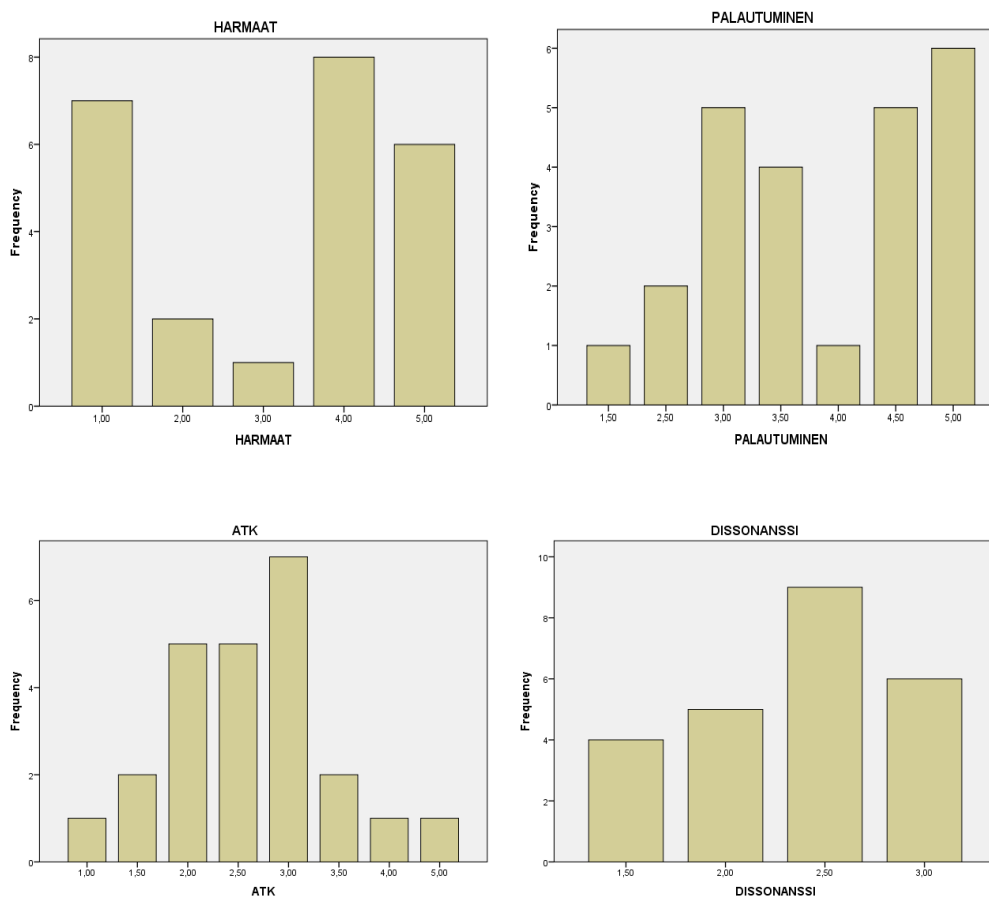 HARMAAT
Frequency
8
6
4
2
0
1,00 2,00 3,00 4,00 5,00
HARMAAT
PALAUTUMINEN
Frequency
6
5
4
3
2
1
0
1,50 2,50 3,00 3,50 4,00 4,50 5,00
PALAUTUMINEN
ATK
Frequency
6
4
2
0
1,00 1,50 2,00 2,50 3,00 3,50 4,00 5,00
ATK
DISSONANSSI
Frequency
10
8
6
4
2
0
1,50 2,00 2,50 3,00
DISSONANSSI